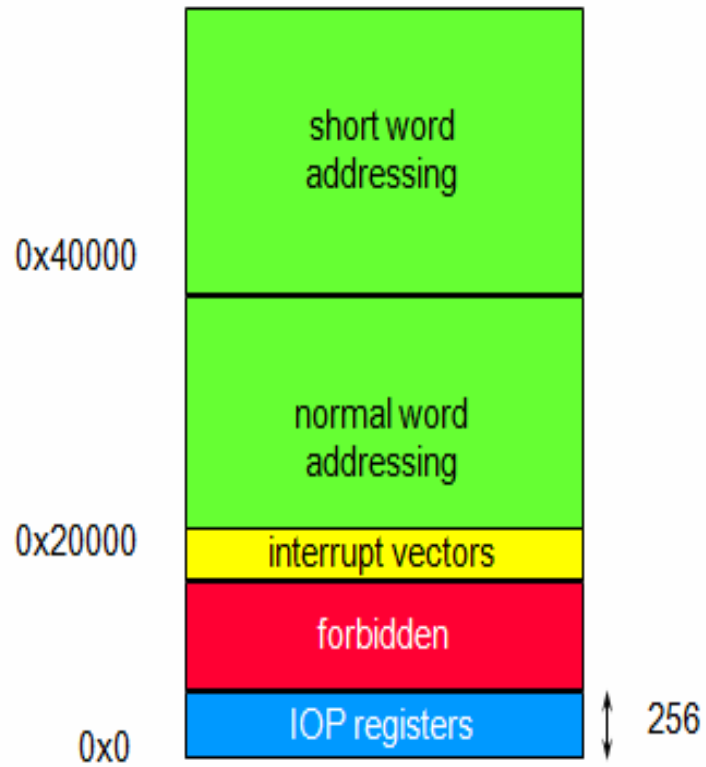 short word
addressing
0x40000
normal word
addressing
0x20000
interrupt vectors
forbidden
IOP registers
256
0x0